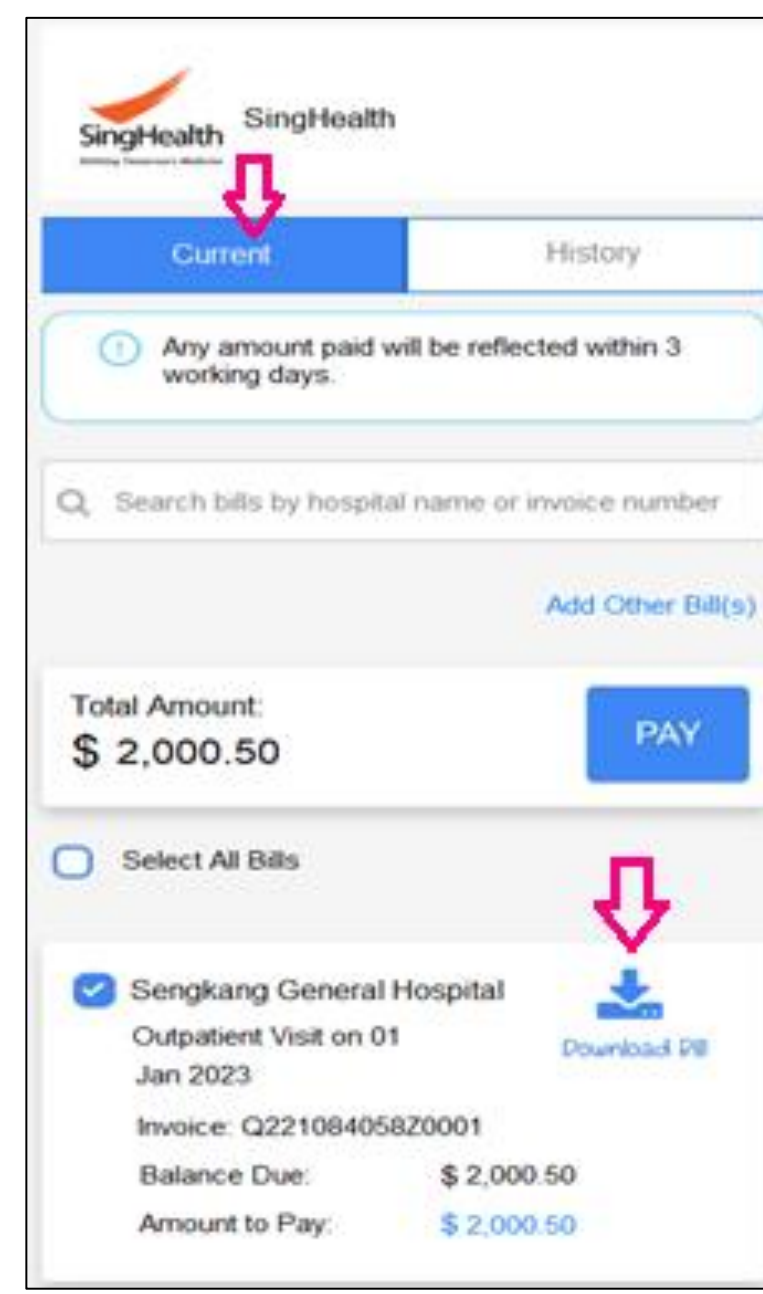 SingHealth
SingHealth
Current
History
Any amount paid will be reflected within 3
working days.
Search bills by hospital name or invoice number
Add Other Bill(s)
Total Amount:
$ 2,000.50
PAY
Select All Bills
Sengkang General Hospital
Download Bill
Outpatient Visit on 01
Jan 2023
Invoice: Q221084058Z0001
Balance Due: $ 2,000.50
Amount to Pay: $ 2,000.50